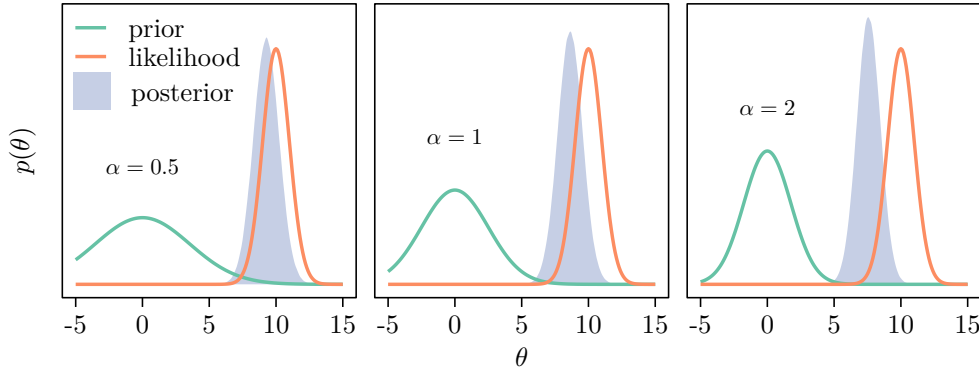 prior
likelihood
posterior
α = 0.5
α = 1
α = 2
p(θ)
-5 0 5 10 15
-5 0 5 10 15
-5 0 5 10 15
θ